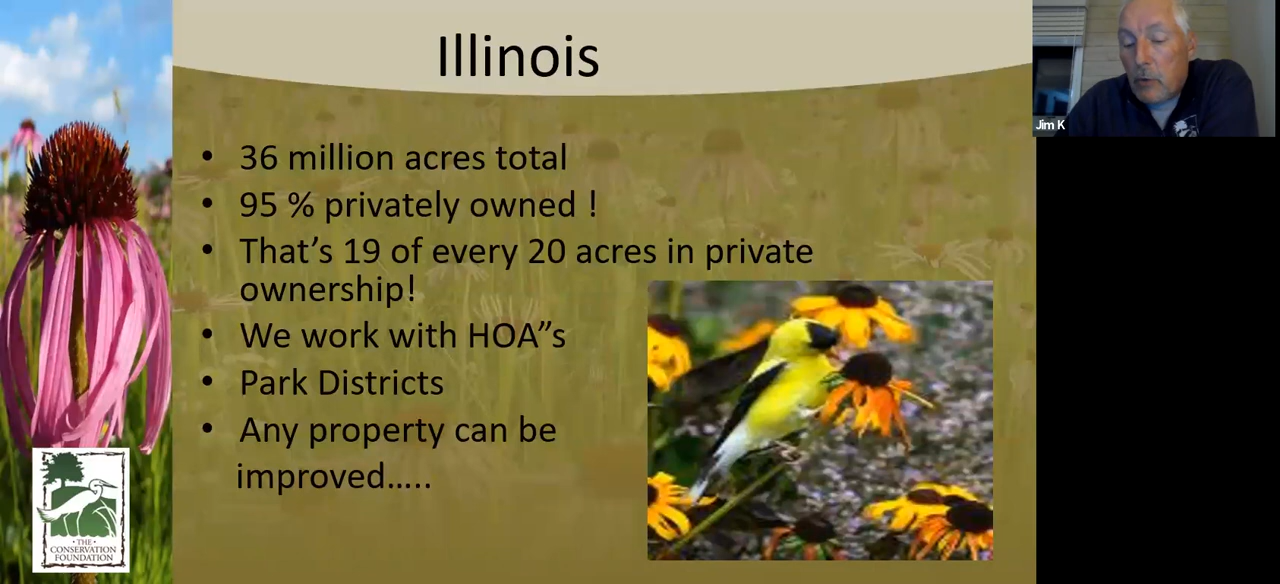 Illinois
• 36 million acres total
• 95 % privately owned !
• That’s 19 of every 20 acres in private
ownership!
• We work with HOA”s
• Park Districts
• Any property can be
improved…..
Jim K
• THE •
CONSERVATION
FOUNDATION